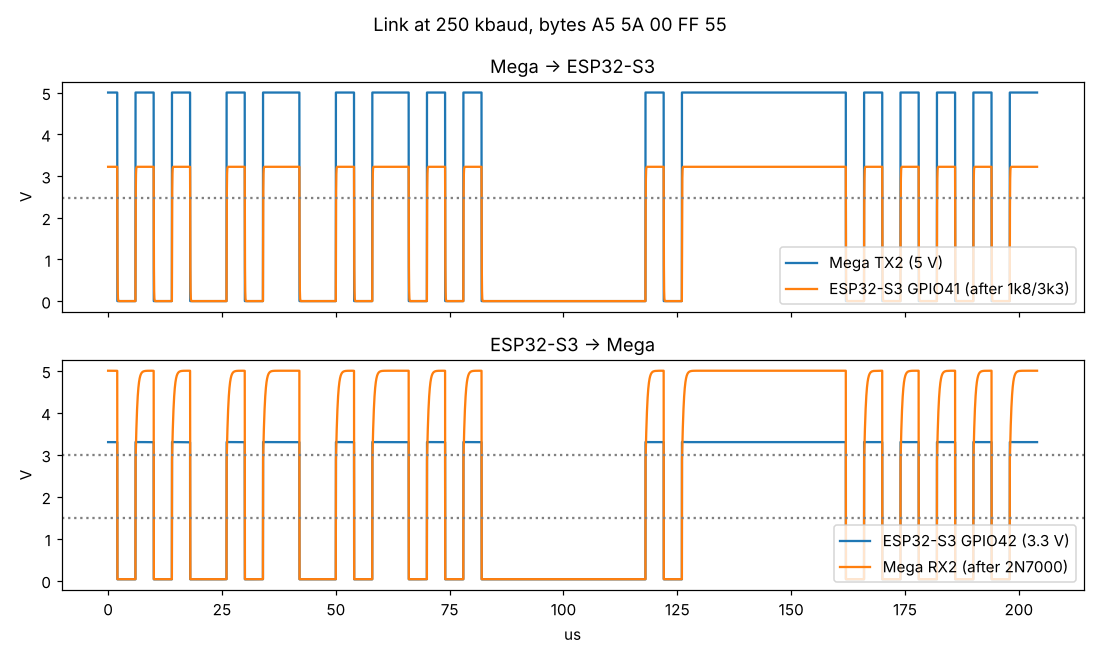 Link at 250 kbaud, bytes A5 5A 00 FF 55
Mega → ESP32-S3
5
4
3
2
1
0
V
Mega TX2 (5 V)
ESP32-S3 GPIO41 (after 1k8/3k3)
ESP32-S3 → Mega
5
4
3
2
1
0
V
ESP32-S3 GPIO42 (3.3 V)
Mega RX2 (after 2N7000)
0 25 50 75 100 125 150 175 200
us